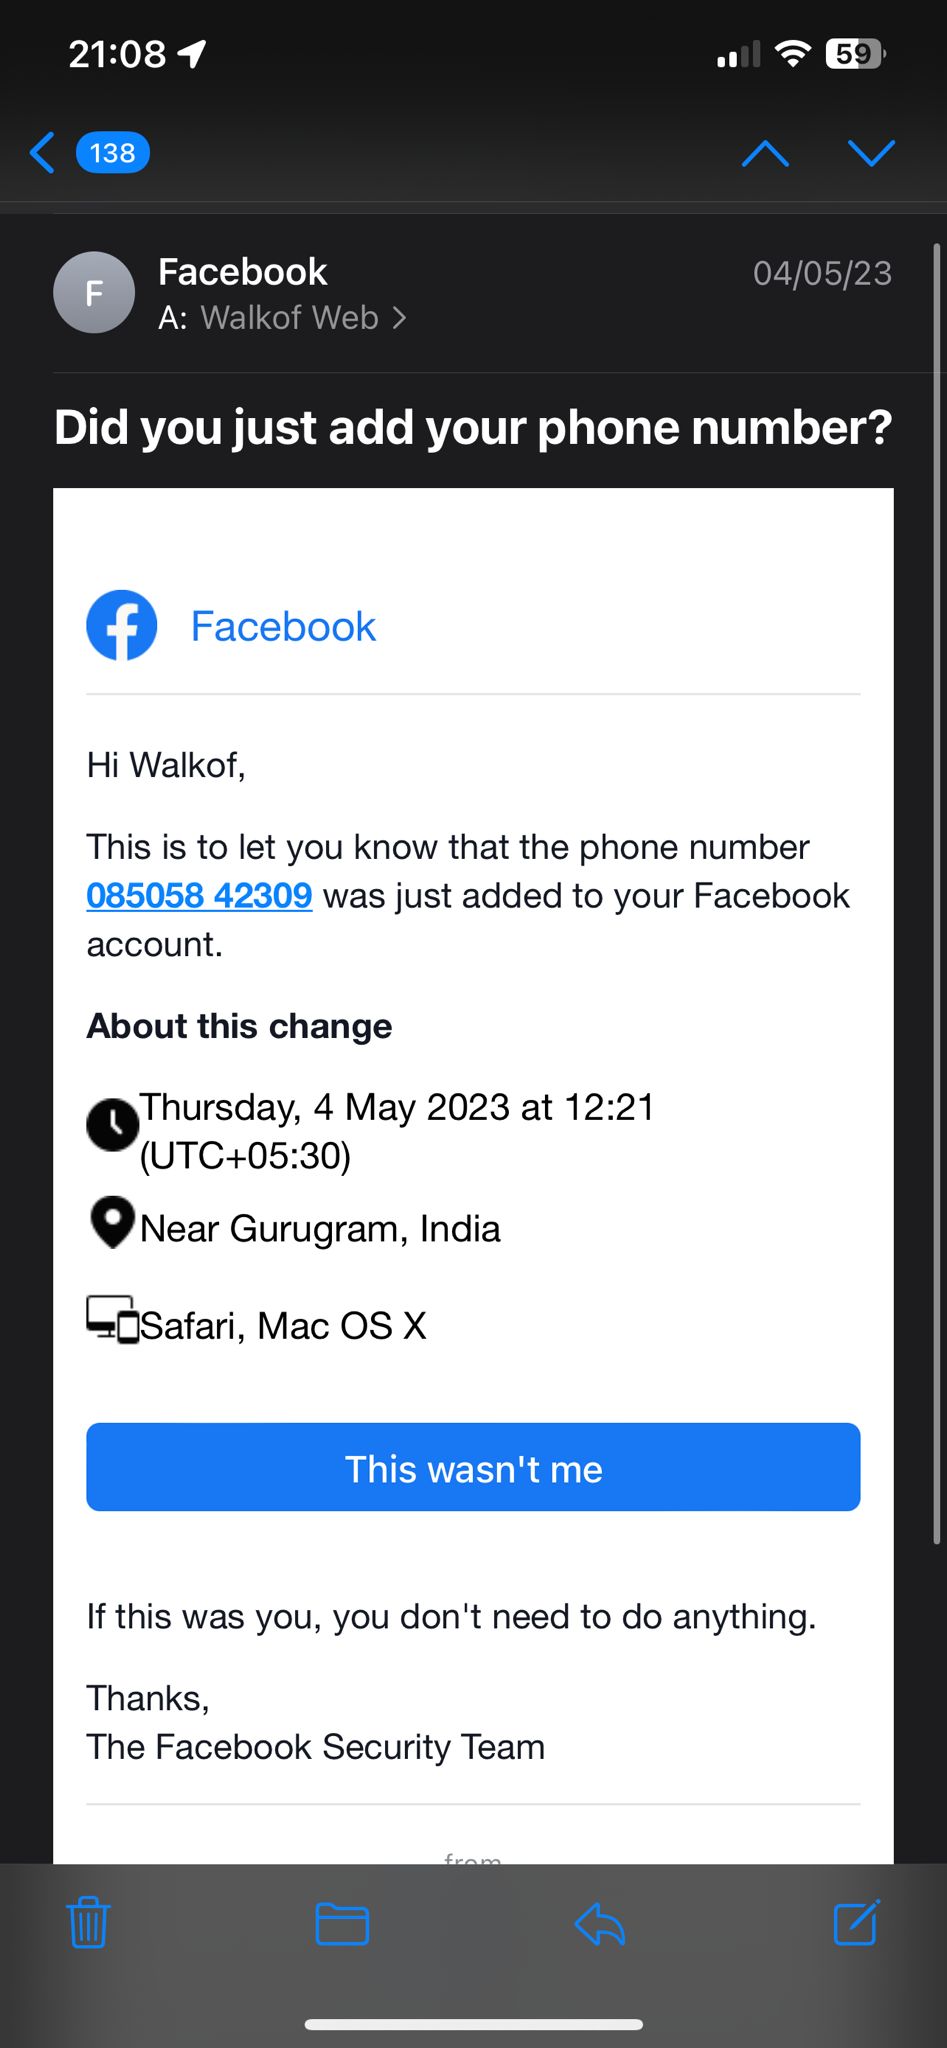 21:08
59
138
F
Facebook
04/05/23
A: Walkof Web
Did you just add your phone number?
Facebook
Hi Walkof,
This is to let you know that the phone number
085058 42309 was just added to your Facebook
account.
About this change
Thursday, 4 May 2023 at 12:21
(UTC+05:30)
Near Gurugram, India
Safari, Mac OS X
This wasn't me
If this was you, you don't need to do anything.
Thanks,
The Facebook Security Team
from